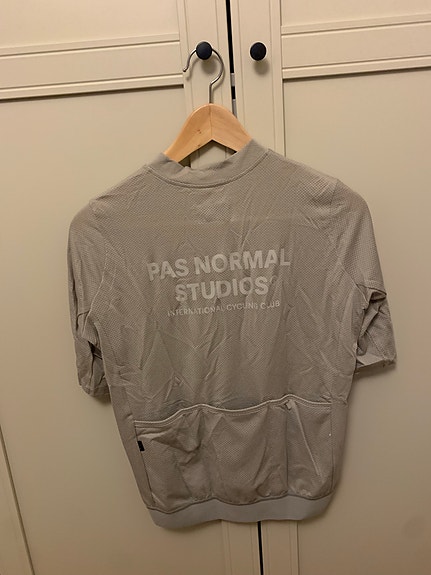 PAS NORMAL
STUDIOS
INTERNATIONAL CYCLING CLUB